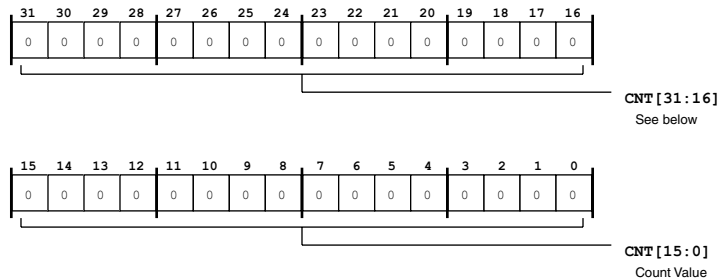 31 30 29 28 27 26 25 24 23 22 21 20 19 18 17 16
0 0 0 0 0 0 0 0 0 0 0 0 0 0 0 0
CNT[31:16]
See below
15 14 13 12 11 10 9 8 7 6 5 4 3 2 1 0
0 0 0 0 0 0 0 0 0 0 0 0 0 0 0 0
CNT[15:0]
Count Value